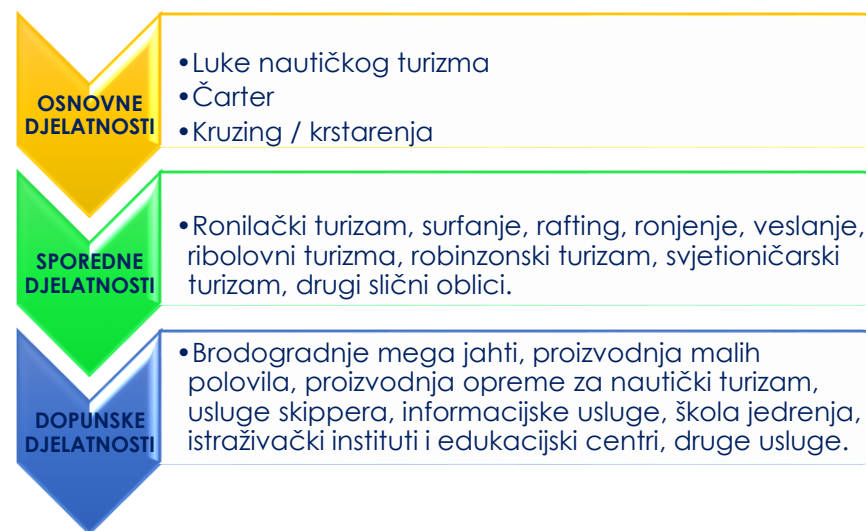 OSNOVNE
DJELATNOSTI
•Luke nautičkog turizma
•Čarter
•Kruzing / krstarenja
SPOREDNE
DJELATNOSTI
•Ronilački turizam, surfanje, rafting, ronjenje, veslanje,
ribolovni turizma, robinzonski turizam, svjetioničarski
turizam, drugi slični oblici.
DOPUNSKE
DJELATNOSTI
•Brodogradnje mega jahti, proizvodnja malih
polovila, proizvodnja opreme za nautički turizam,
usluge skippera, informacijske usluge, škola jedrenja,
istraživački instituti i edukacijski centri, druge usluge.